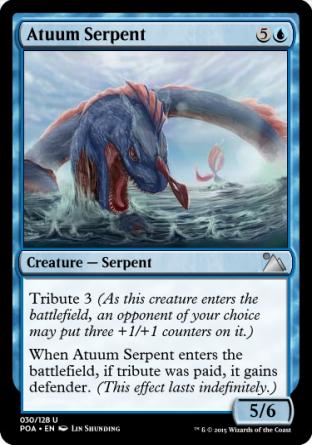 Atuum Serpent 5
Creature — Serpent
Tribute 3 (As this creature enters the
battlefield, an opponent of your choice
may put three +1/+1 counters on it.)
When Atuum Serpent enters the
battlefield, if tribute was paid, it gains
defender. (This effect lasts indefinitely.)
5/6
030/128 U
POA • EN LIN SHUNDING
™ & © 2015 Wizards of the Coast